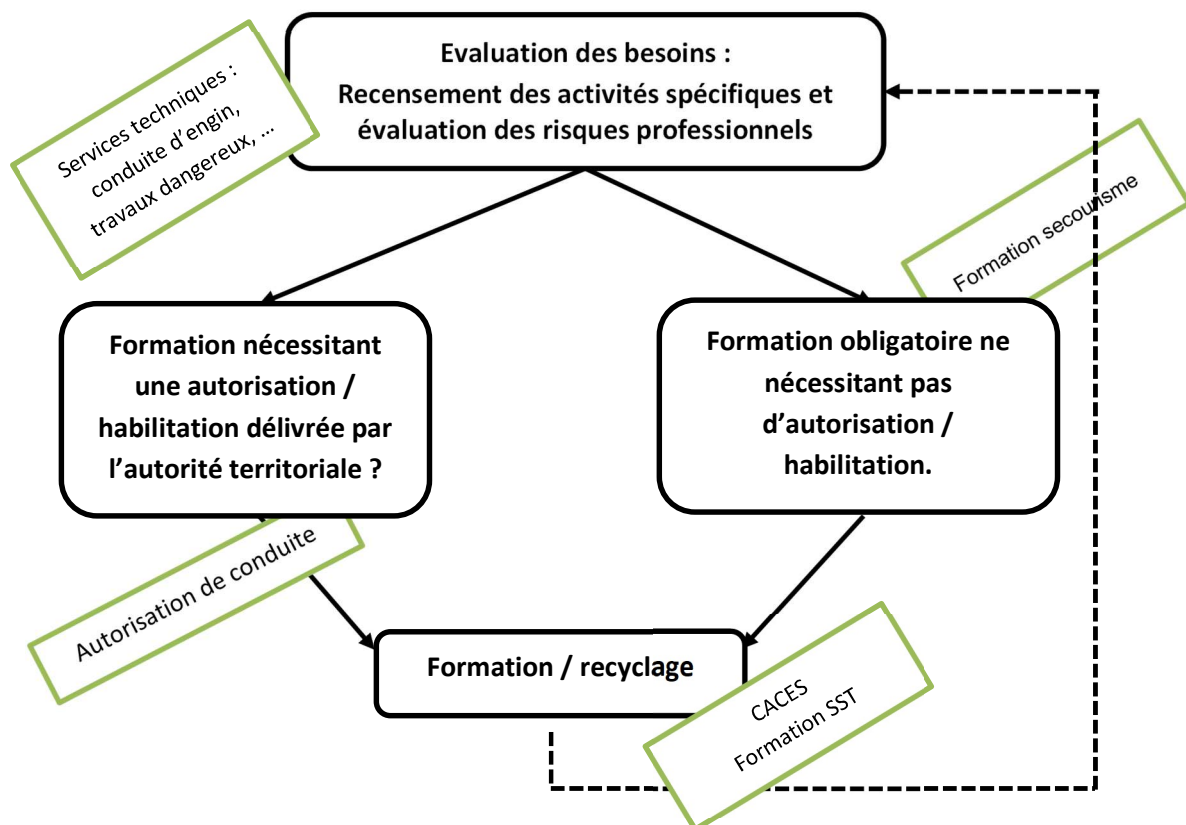 Evaluation des besoins :
Recensement des activités spécifiques et
évaluation des risques professionnels
Services techniques :
conduite d’engin,
travaux dangereux, ...
Formation secourisme
Formation nécessitant
une autorisation /
habilitation délivrée par
l’autorité territoriale ?
Formation obligatoire ne
nécessitant pas
d’autorisation /
habilitation.
Autorisation de conduite
Formation / recyclage
CACES
Formation SST